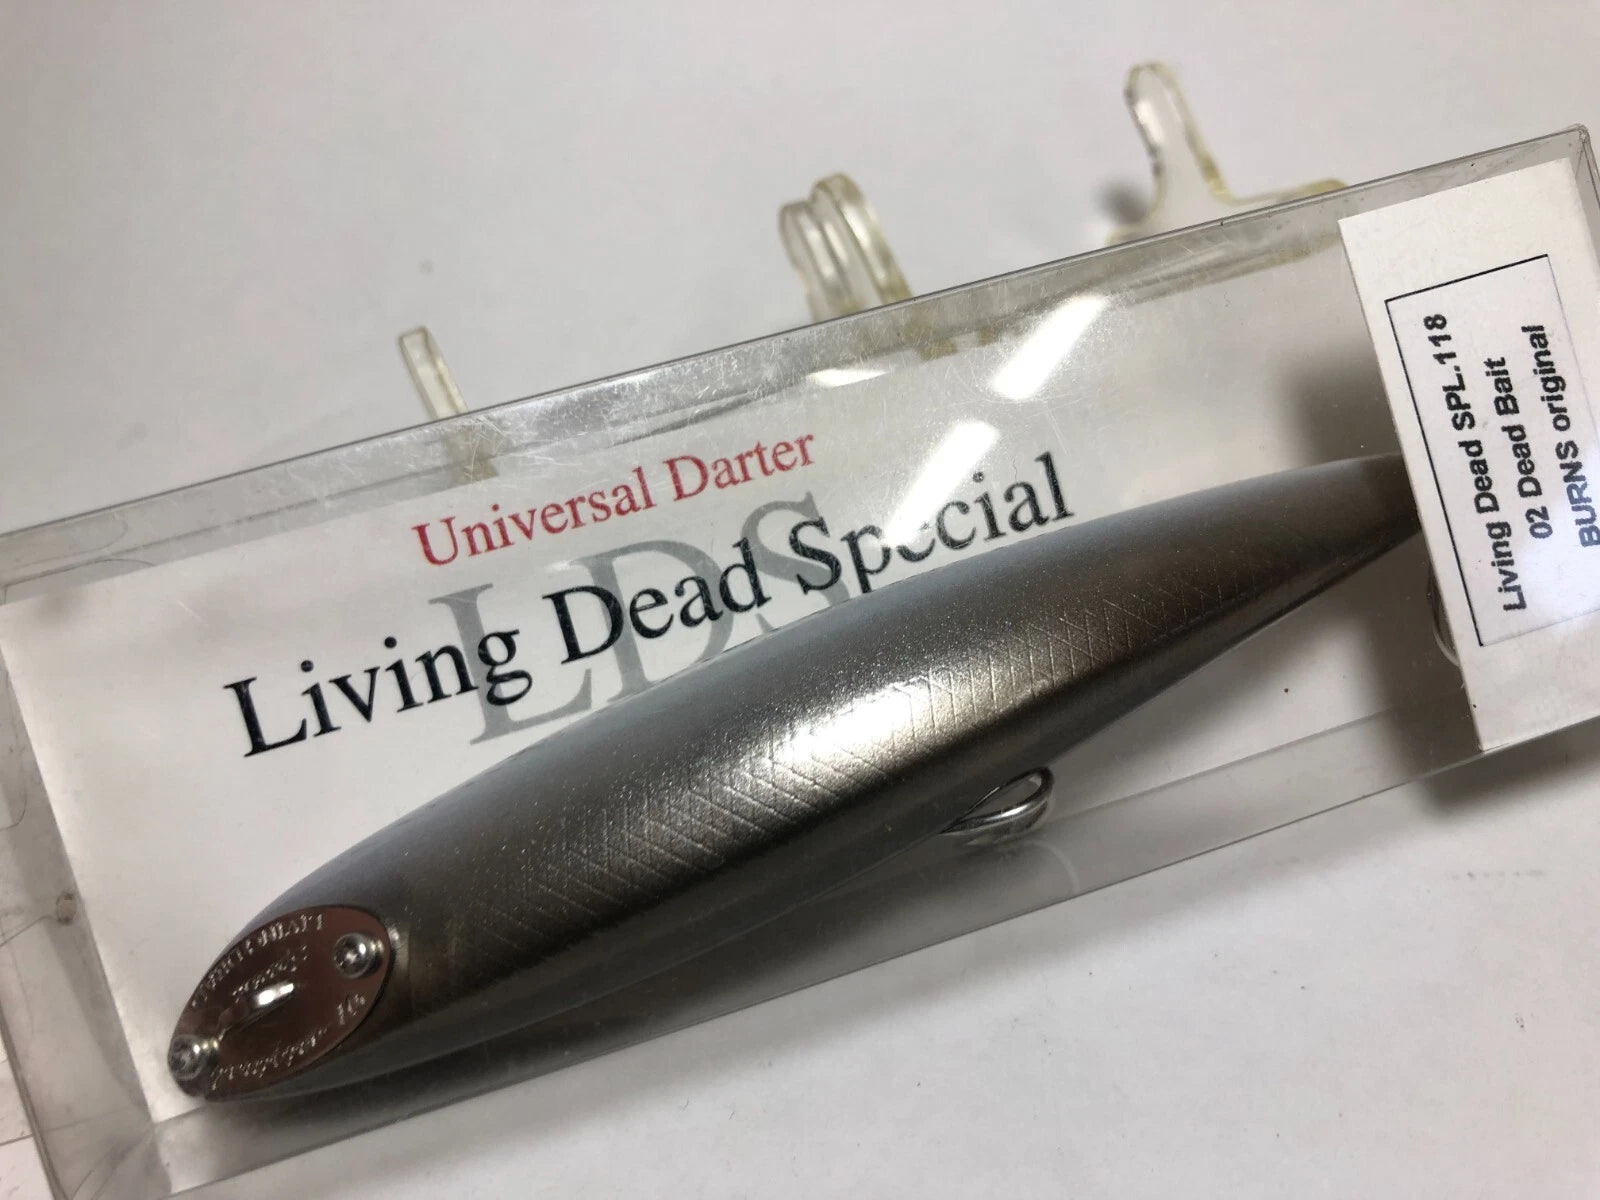 Universal Darter
LDS
Living Dead Special
Living Dead SPL.118
02 Dead Bait
BURNS original